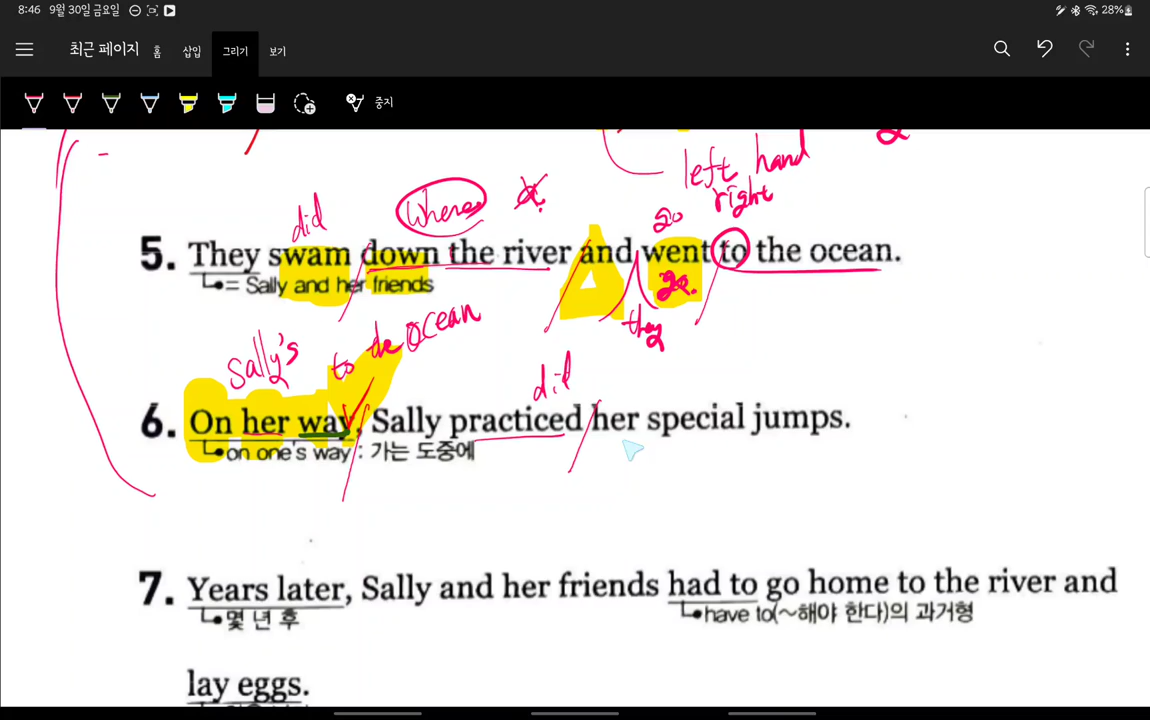 8:46 9월 30일 금요일 28%
최근 페이지 홈 삽입 그리기 보기
중지
left hand
right
did where go
5. They swam down the river and went to the ocean.
= Sally and her friends go.
they
Sally's to the ocean
did
6. On her way, Sally practiced her special jumps.
on one's way : 가는 도중에
7. Years later, Sally and her friends had to go home to the river and
몇 년 후 have to(~해야 한다)의 과거형
lay eggs.